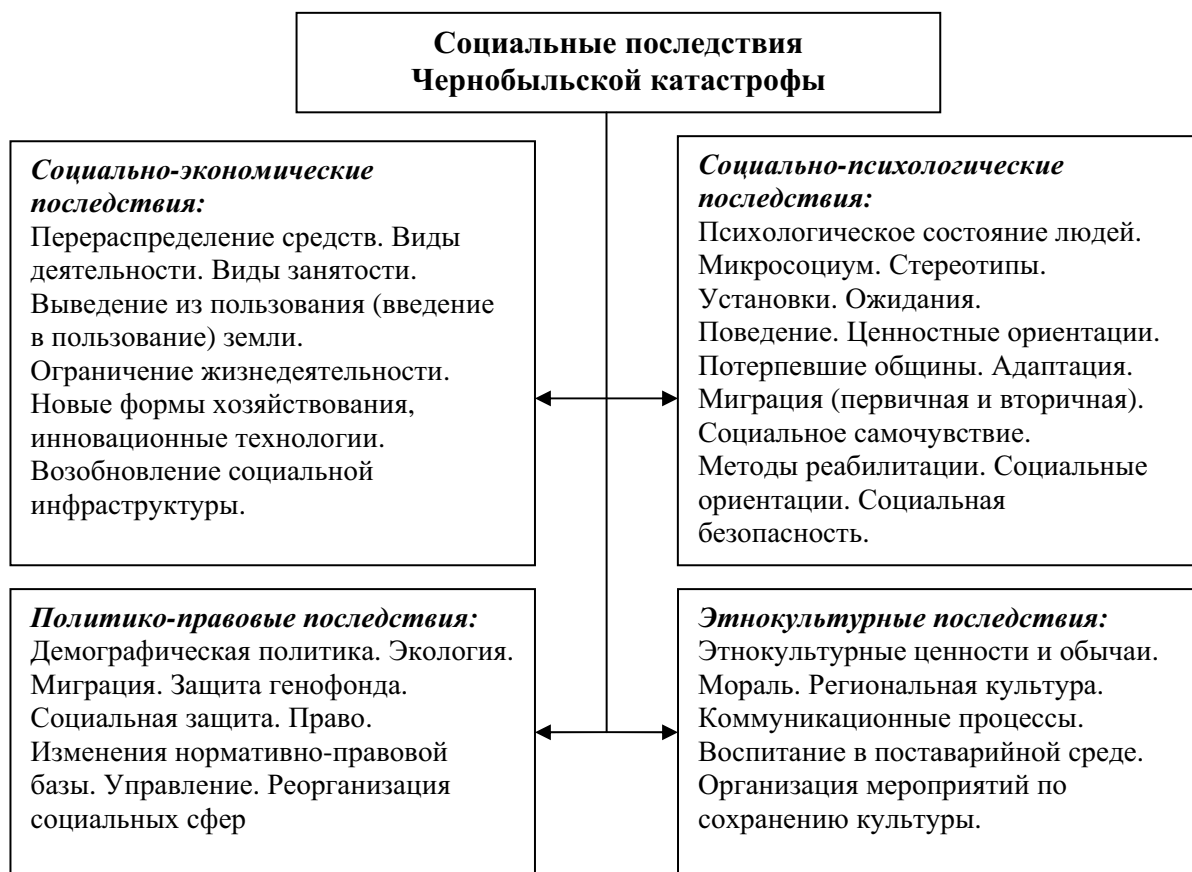 Социальные последствия
Чернобыльской катастрофы
Социально-экономические
последствия:
Перераспределение средств. Виды
деятельности. Виды занятости.
Выведение из пользования (введение
в пользование) земли.
Ограничение жизнедеятельности.
Новые формы хозяйствования,
инновационные технологии.
Возобновление социальной
инфраструктуры.
Социально-психологические
последствия:
Психологическое состояние людей.
Микросоциум. Стереотипы.
Установки. Ожидания.
Поведение. Ценностные ориентации.
Потерпевшие общины. Адаптация.
Миграция (первичная и вторичная).
Социальное самочувствие.
Методы реабилитации. Социальные
ориентации. Социальная
безопасность.
Политико-правовые последствия:
Демографическая политика. Экология.
Миграция. Защита генофонда.
Социальная защита. Право.
Изменения нормативно-правовой
базы. Управление. Реорганизация
социальных сфер
Этнокультурные последствия:
Этнокультурные ценности и обычаи.
Мораль. Региональная культура.
Коммуникационные процессы.
Воспитание в поставарийной среде.
Организация мероприятий по
сохранению культуры.